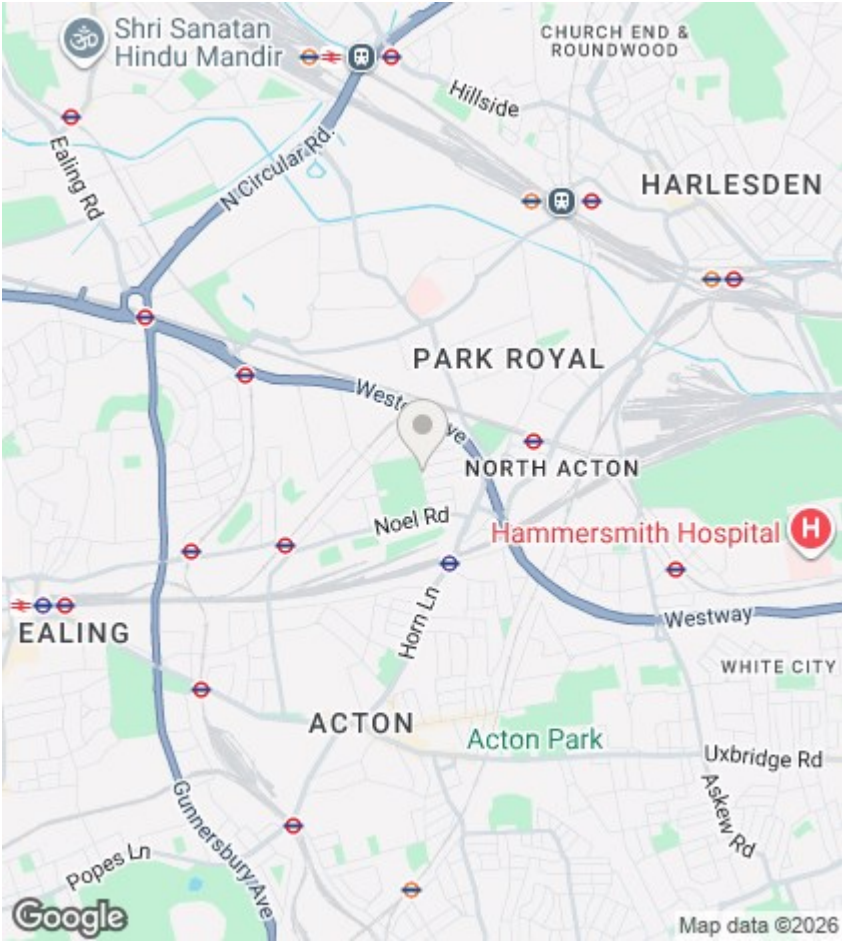 Shri Sanatan
Hindu Mandir
CHURCH END &
ROUNDWOOD
Hillside
Ealing Rd
N Circular Rd.
HARLESDEN
PARK ROYAL
NORTH ACTON
Noel Rd
Hammersmith Hospital
H
Horn Ln
EALING
Westway
WHITE CITY
ACTON
Acton Park
Uxbridge Rd
Askew Rd
Gunnersbury Ave
Popes Ln
Google
Map data ©2026